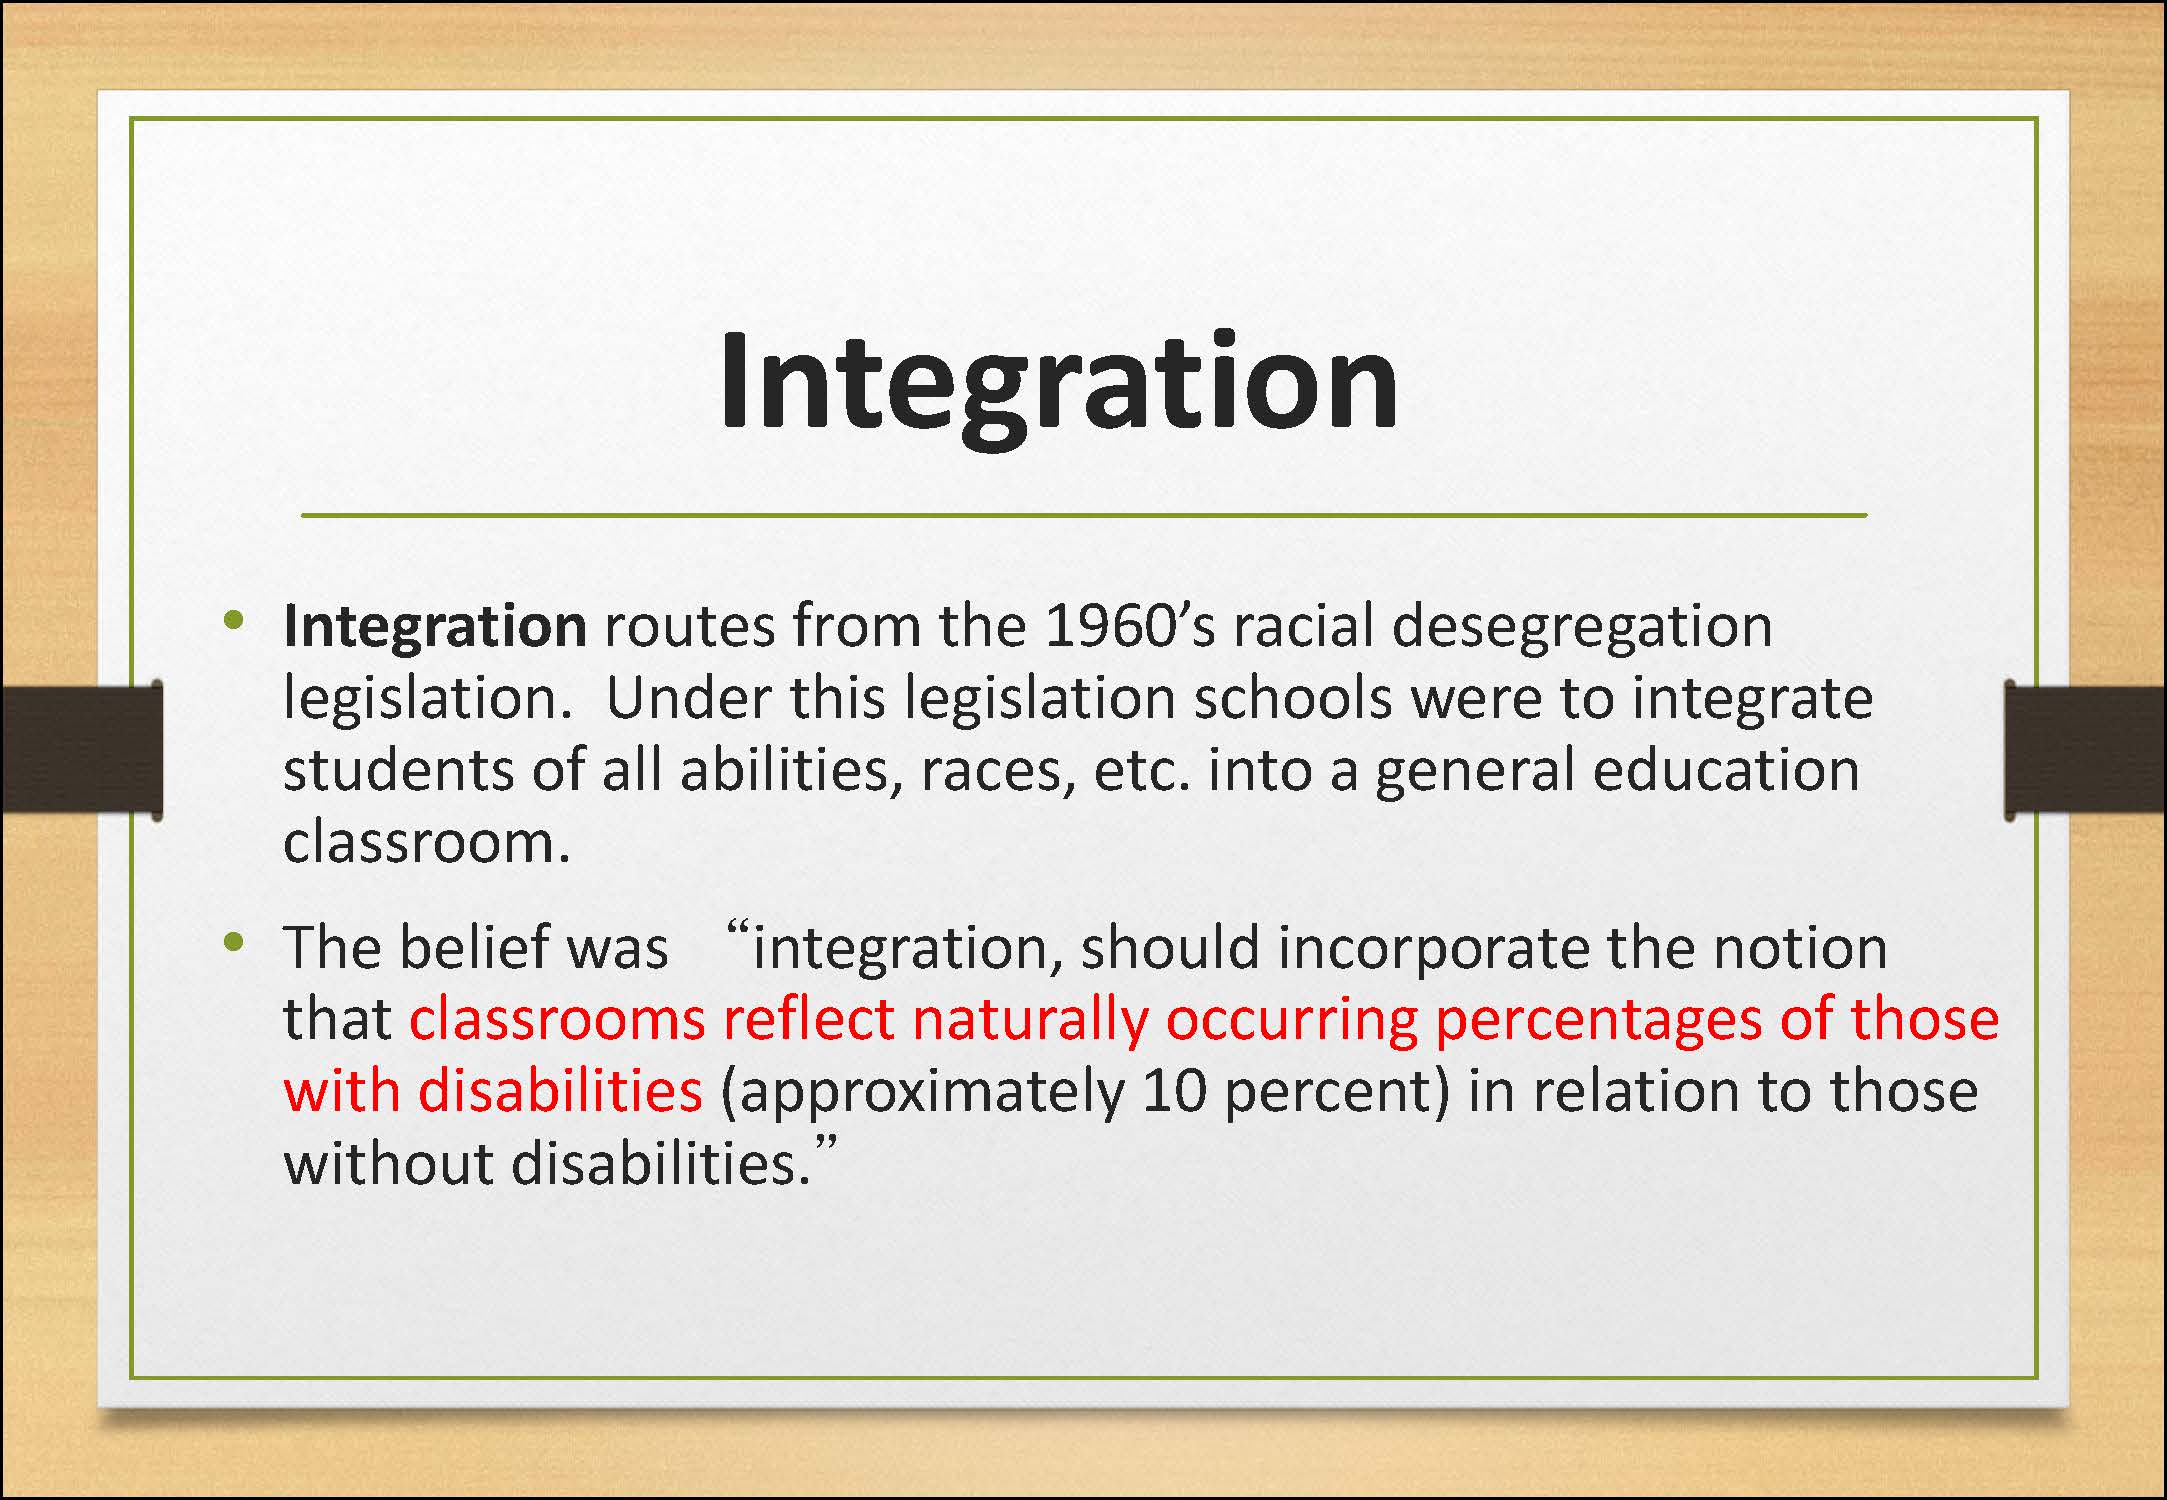 Integration
• Integration routes from the 1960’s racial desegregation
legislation.  Under this legislation schools were to integrate
students of all abilities, races, etc. into a general education
classroom.
• The belief was “integration, should incorporate the notion
that classrooms reflect naturally occurring percentages of those
with disabilities (approximately 10 percent) in relation to those
without disabilities.”